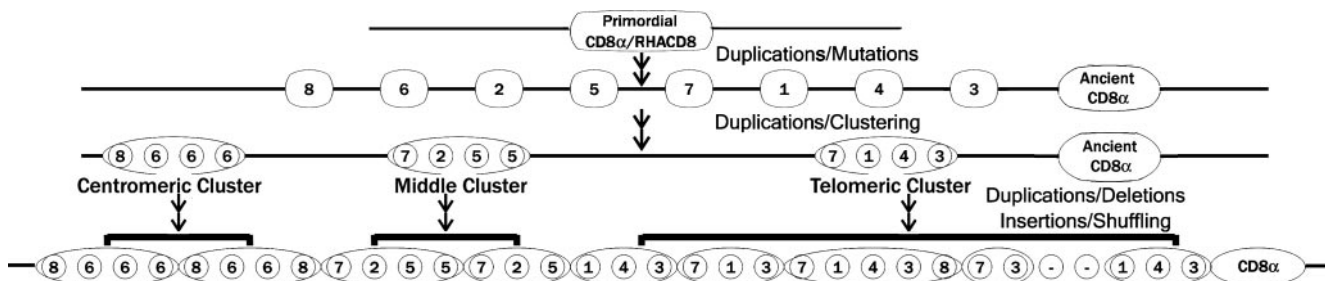 Primordial
CD8α/RHACD8
Duplications/Mutations
8 6 2 5 7 1 4 3 Ancient CD8α
Duplications/Clustering
8 6 6 6 7 2 5 5 7 1 4 3 Ancient CD8α
Centromeric Cluster Middle Cluster Telomeric Cluster
Duplications/Deletions
Insertions/Shuffling
8 6 6 6 8 6 6 8 7 2 5 5 7 2 5 1 4 3 7 1 3 7 1 4 3 8 7 3 - - 1 4 3 CD8α